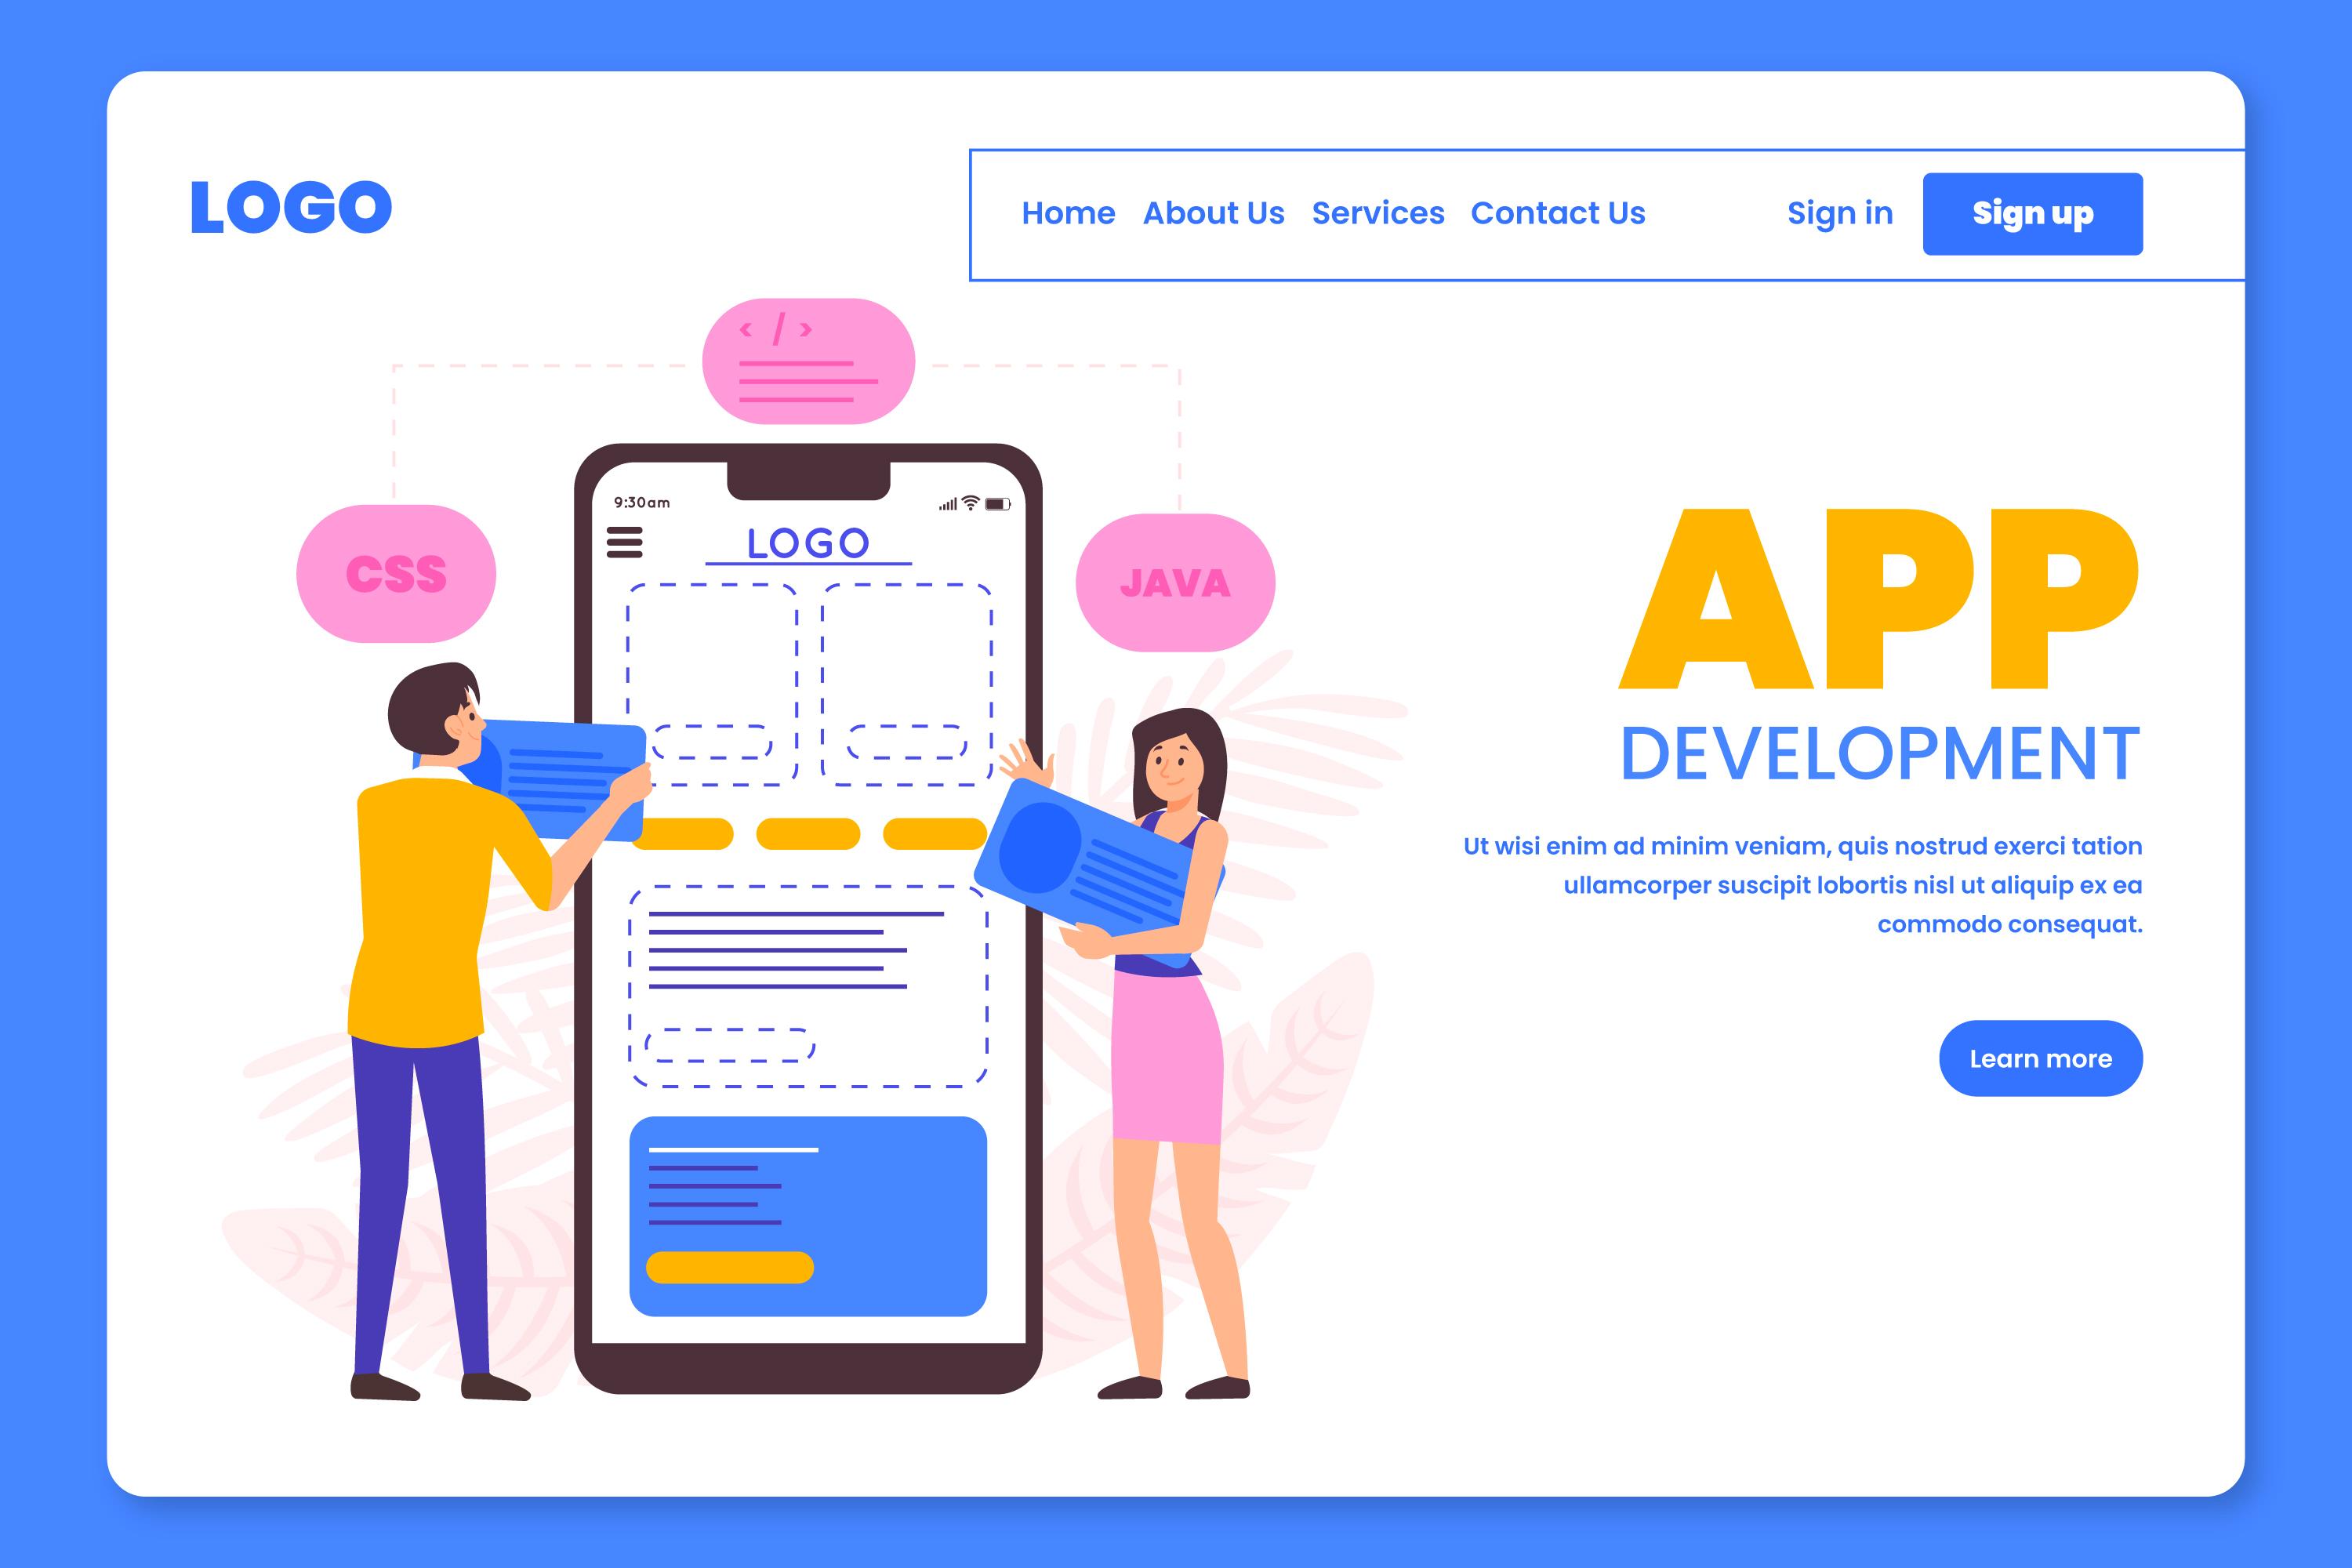 LOGO
Home About Us Services Contact Us Sign in Sign up
< / >
CSS
JAVA
9:30am
LOGO
APP
DEVELOPMENT
Ut wisi enim ad minim veniam, quis nostrud exerci tation
ullamcorper suscipit lobortis nisl ut aliquip ex ea
commodo consequat.
Learn more